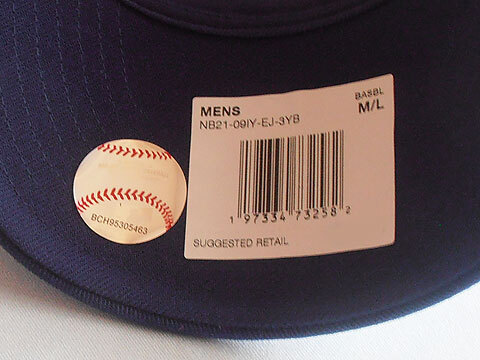 MENS
BASBL
NB21-09IY-EJ-3YB
M/L
1 97334 73258 2
SUGGESTED RETAIL
BCH95305463